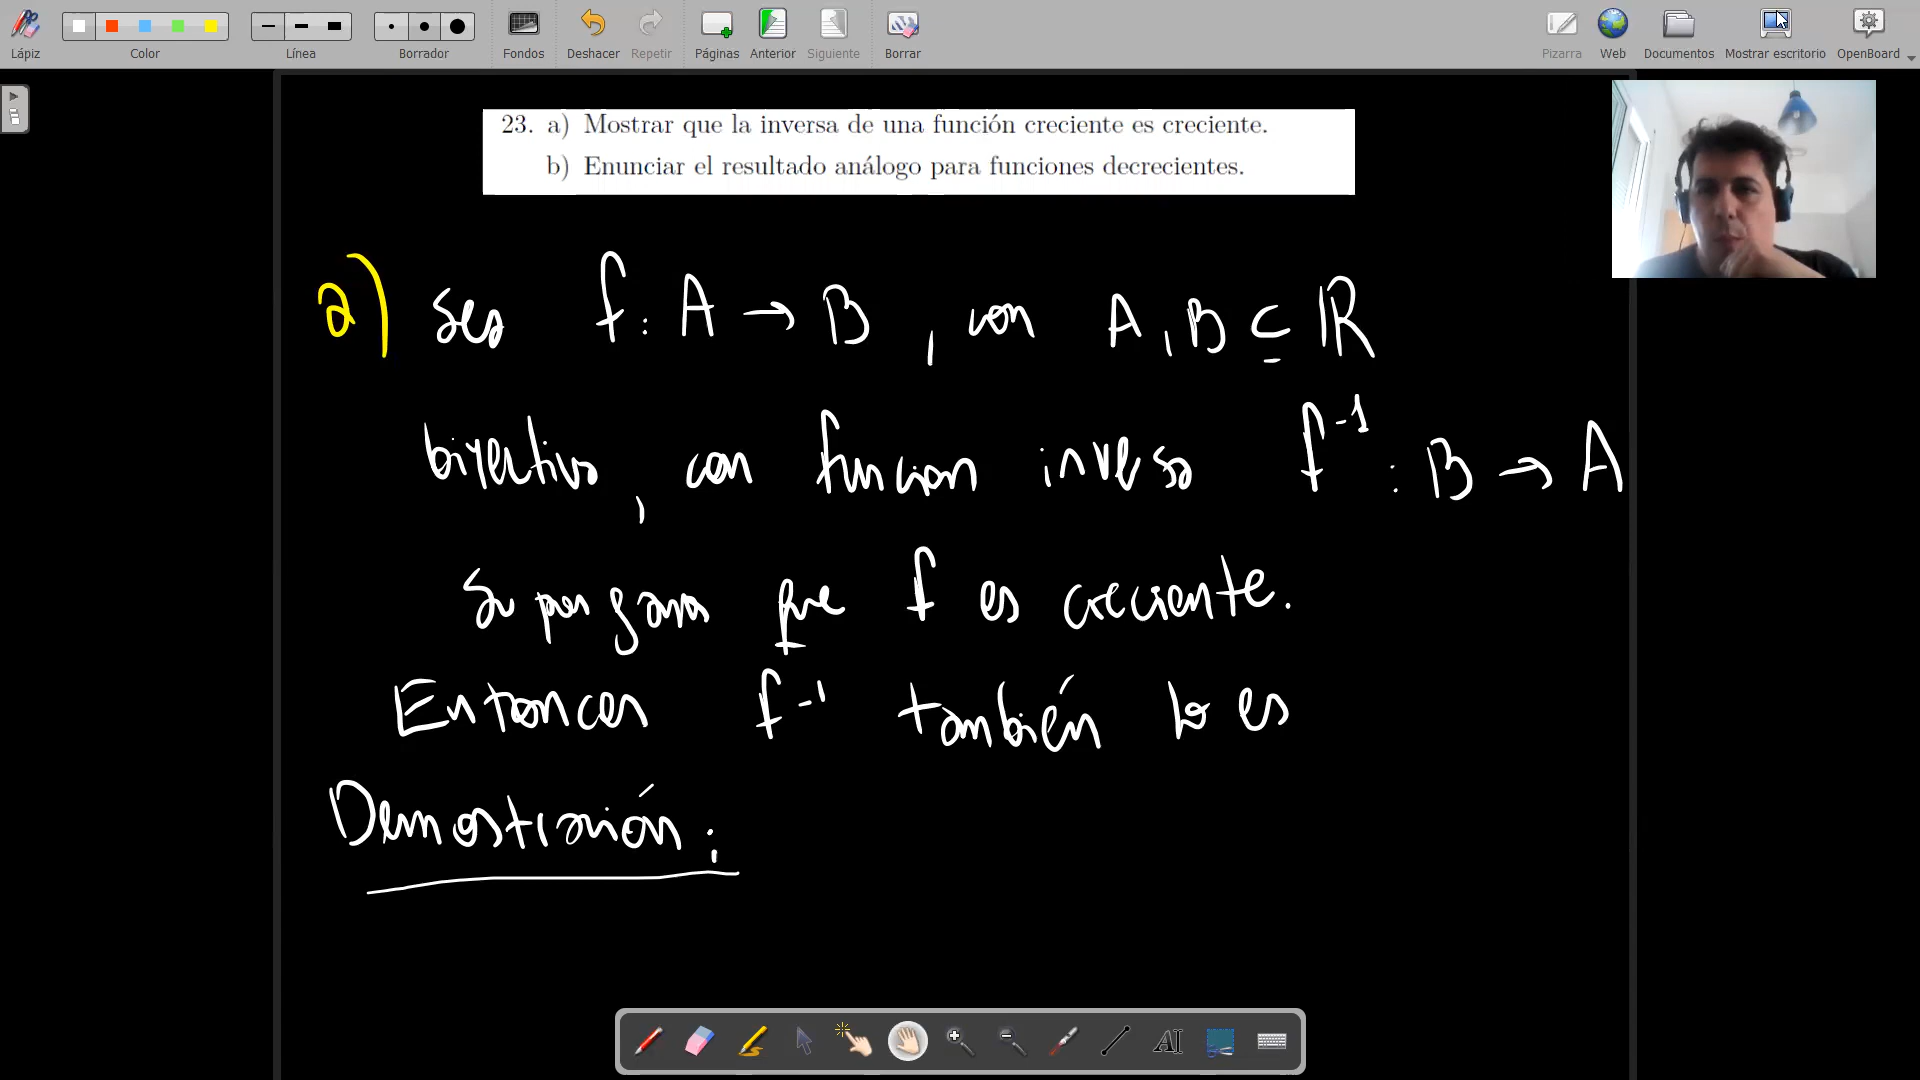 Lápiz Color Línea Borrador Fondos Deshacer Repetir Páginas Anterior Siguiente Borrar Pizarra Web Documentos Mostrar escritorio OpenBoard
23. a) Mostrar que la inversa de una función creciente es creciente.
b) Enunciar el resultado análogo para funciones decrecientes.
a) Sea f: A → B, con A, B ⊆ ℝ
biyectiva, con funcion inversa f⁻¹: B → A
Supongamos que f es creciente.
Entonces f⁻¹ también lo es
Demostración: